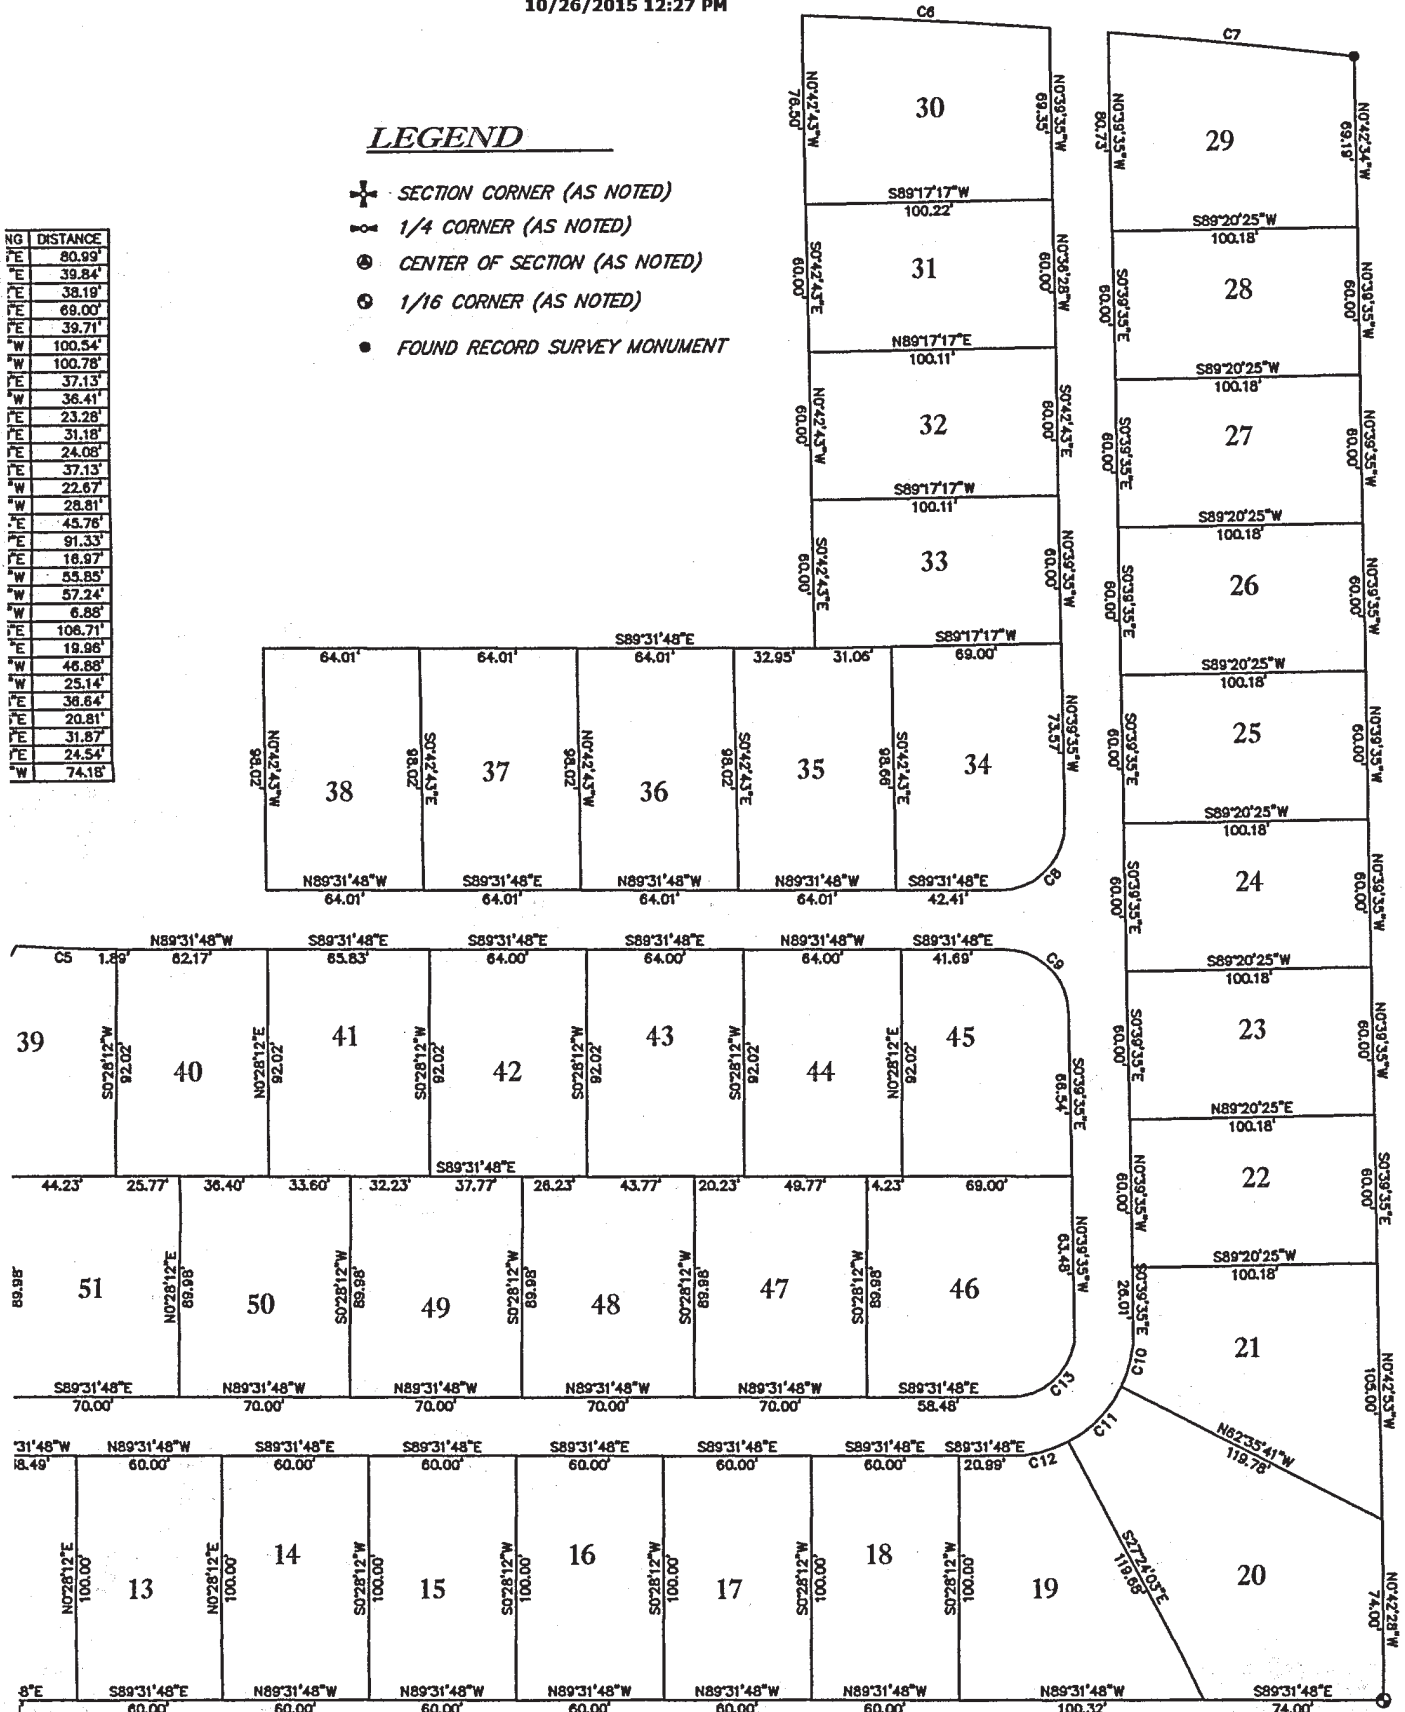 10/26/2015 12:27 PM
C6
C7
N0°42'43"W
76.50'
30
N0°39'35"W
69.35'
N0°39'35"W
80.73'
29
N0°42'34"W
69.19'
LEGEND
SECTION CORNER (AS NOTED)
1/4 CORNER (AS NOTED)
CENTER OF SECTION (AS NOTED)
1/16 CORNER (AS NOTED)
FOUND RECORD SURVEY MONUMENT
NG DISTANCE
"E 80.99'
"E 39.84'
"E 38.19'
"E 69.00'
"E 39.71'
"W 100.54'
"W 100.78'
"E 37.13'
"W 36.41'
"E 23.28'
"E 31.18'
"E 24.08'
"E 37.13'
"W 22.67'
"W 28.81'
"E 45.76'
"E 91.33'
"E 16.97'
"W 55.85'
"W 57.24'
"W 6.88'
"E 106.71'
"E 19.96'
"W 46.88'
"W 25.14'
"E 36.64'
"E 20.81'
"E 31.87'
"E 24.54'
"W 74.18'
S89°17'17"W
100.22'
S0°42'43"E
60.00'
31
N0°36'28"W
60.00'
N89°17'17"E
100.11'
N0°42'43"W
60.00'
32
S0°42'43"E
60.00'
S89°17'17"W
100.11'
S0°42'43"E
60.00'
33
N0°39'35"W
60.00'
S89°20'25"W
100.18'
S0°39'35"E
60.00'
28
N0°39'35"W
60.00'
S89°20'25"W
100.18'
S0°39'35"E
60.00'
27
N0°39'35"W
60.00'
S89°20'25"W
100.18'
S0°39'35"E
60.00'
26
N0°39'35"W
60.00'
S89°20'25"W
100.18'
S0°39'35"E
60.00'
25
N0°39'35"W
60.00'
S89°20'25"W
100.18'
S0°39'35"E
60.00'
24
N0°39'35"W
60.00'
S89°20'25"W
100.18'
S0°39'35"E
60.00'
23
N0°39'35"W
60.00'
N89°20'25"E
100.18'
N0°39'35"W
60.00'
22
S0°39'35"E
60.00'
S89°20'25"W
100.18'
S0°39'35"E
26.01'
21
N0°42'53"W
105.00'
S89°31'48"E
S89°17'17"W
64.01' 64.01' 64.01' 32.95' 31.06' 69.00'
N0°42'43"W
98.02'
38
S0°42'43"E
98.02'
37
N0°42'43"W
98.02'
36
S0°42'43"E
98.02'
35
S0°42'43"E
98.66'
34
N0°39'35"W
73.57'
N89°31'48"W S89°31'48"E N89°31'48"W N89°31'48"W S89°31'48"E
64.01' 64.01' 64.01' 64.01' 42.41'
C8
N89°31'48"W S89°31'48"E S89°31'48"E S89°31'48"E N89°31'48"W S89°31'48"E
C5 1.89' 62.17' 65.83' 64.00' 64.00' 64.00' 41.69'
C9
39
S0°28'12"W
92.02'
40
N0°28'12"E
92.02'
41
S0°28'12"W
92.02'
42
S0°28'12"W
92.02'
43
S0°28'12"W
92.02'
44
N0°28'12"E
92.02'
45
S0°39'35"E
66.54'
S89°31'48"E
44.23' 25.77' 36.40' 33.60' 32.23' 37.77' 26.23' 43.77' 20.23' 49.77' 14.23' 69.00'
89.98'
51
N0°28'12"E
89.98'
50
S0°28'12"W
89.98'
49
S0°28'12"W
89.98'
48
S0°28'12"W
89.98'
47
S0°28'12"W
89.98'
46
N0°39'35"W
63.48'
S89°31'48"E N89°31'48"W N89°31'48"W N89°31'48"W N89°31'48"W S89°31'48"E
70.00' 70.00' 70.00' 70.00' 70.00' 58.48'
C13
C10
C11
C12
N62°35'41"W
119.78'
'31'48"W N89°31'48"W S89°31'48"E S89°31'48"E S89°31'48"E S89°31'48"E S89°31'48"E S89°31'48"E
8.49' 60.00' 60.00' 60.00' 60.00' 60.00' 60.00' 20.99'
N0°28'12"E
100.00'
13
N0°28'12"E
100.00'
14
S0°28'12"W
100.00'
15
S0°28'12"W
100.00'
16
S0°28'12"W
100.00'
17
S0°28'12"W
100.00'
18
S0°28'12"W
100.00'
19
S27°24'03"E
119.68'
20
N0°42'28"W
74.00'
8"E S89°31'48"E N89°31'48"W N89°31'48"W N89°31'48"W N89°31'48"W N89°31'48"W S89°31'48"E
60.00' 60.00' 60.00' 60.00' 60.00' 60.00' 100.32' 74.00'